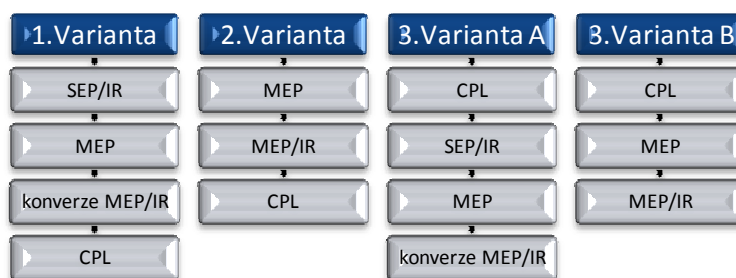 1.Varianta
SEP/IR
MEP
konverze MEP/IR
CPL
2.Varianta
MEP
MEP/IR
CPL
3.Varianta A
CPL
SEP/IR
MEP
konverze MEP/IR
3.Varianta B
CPL
MEP
MEP/IR